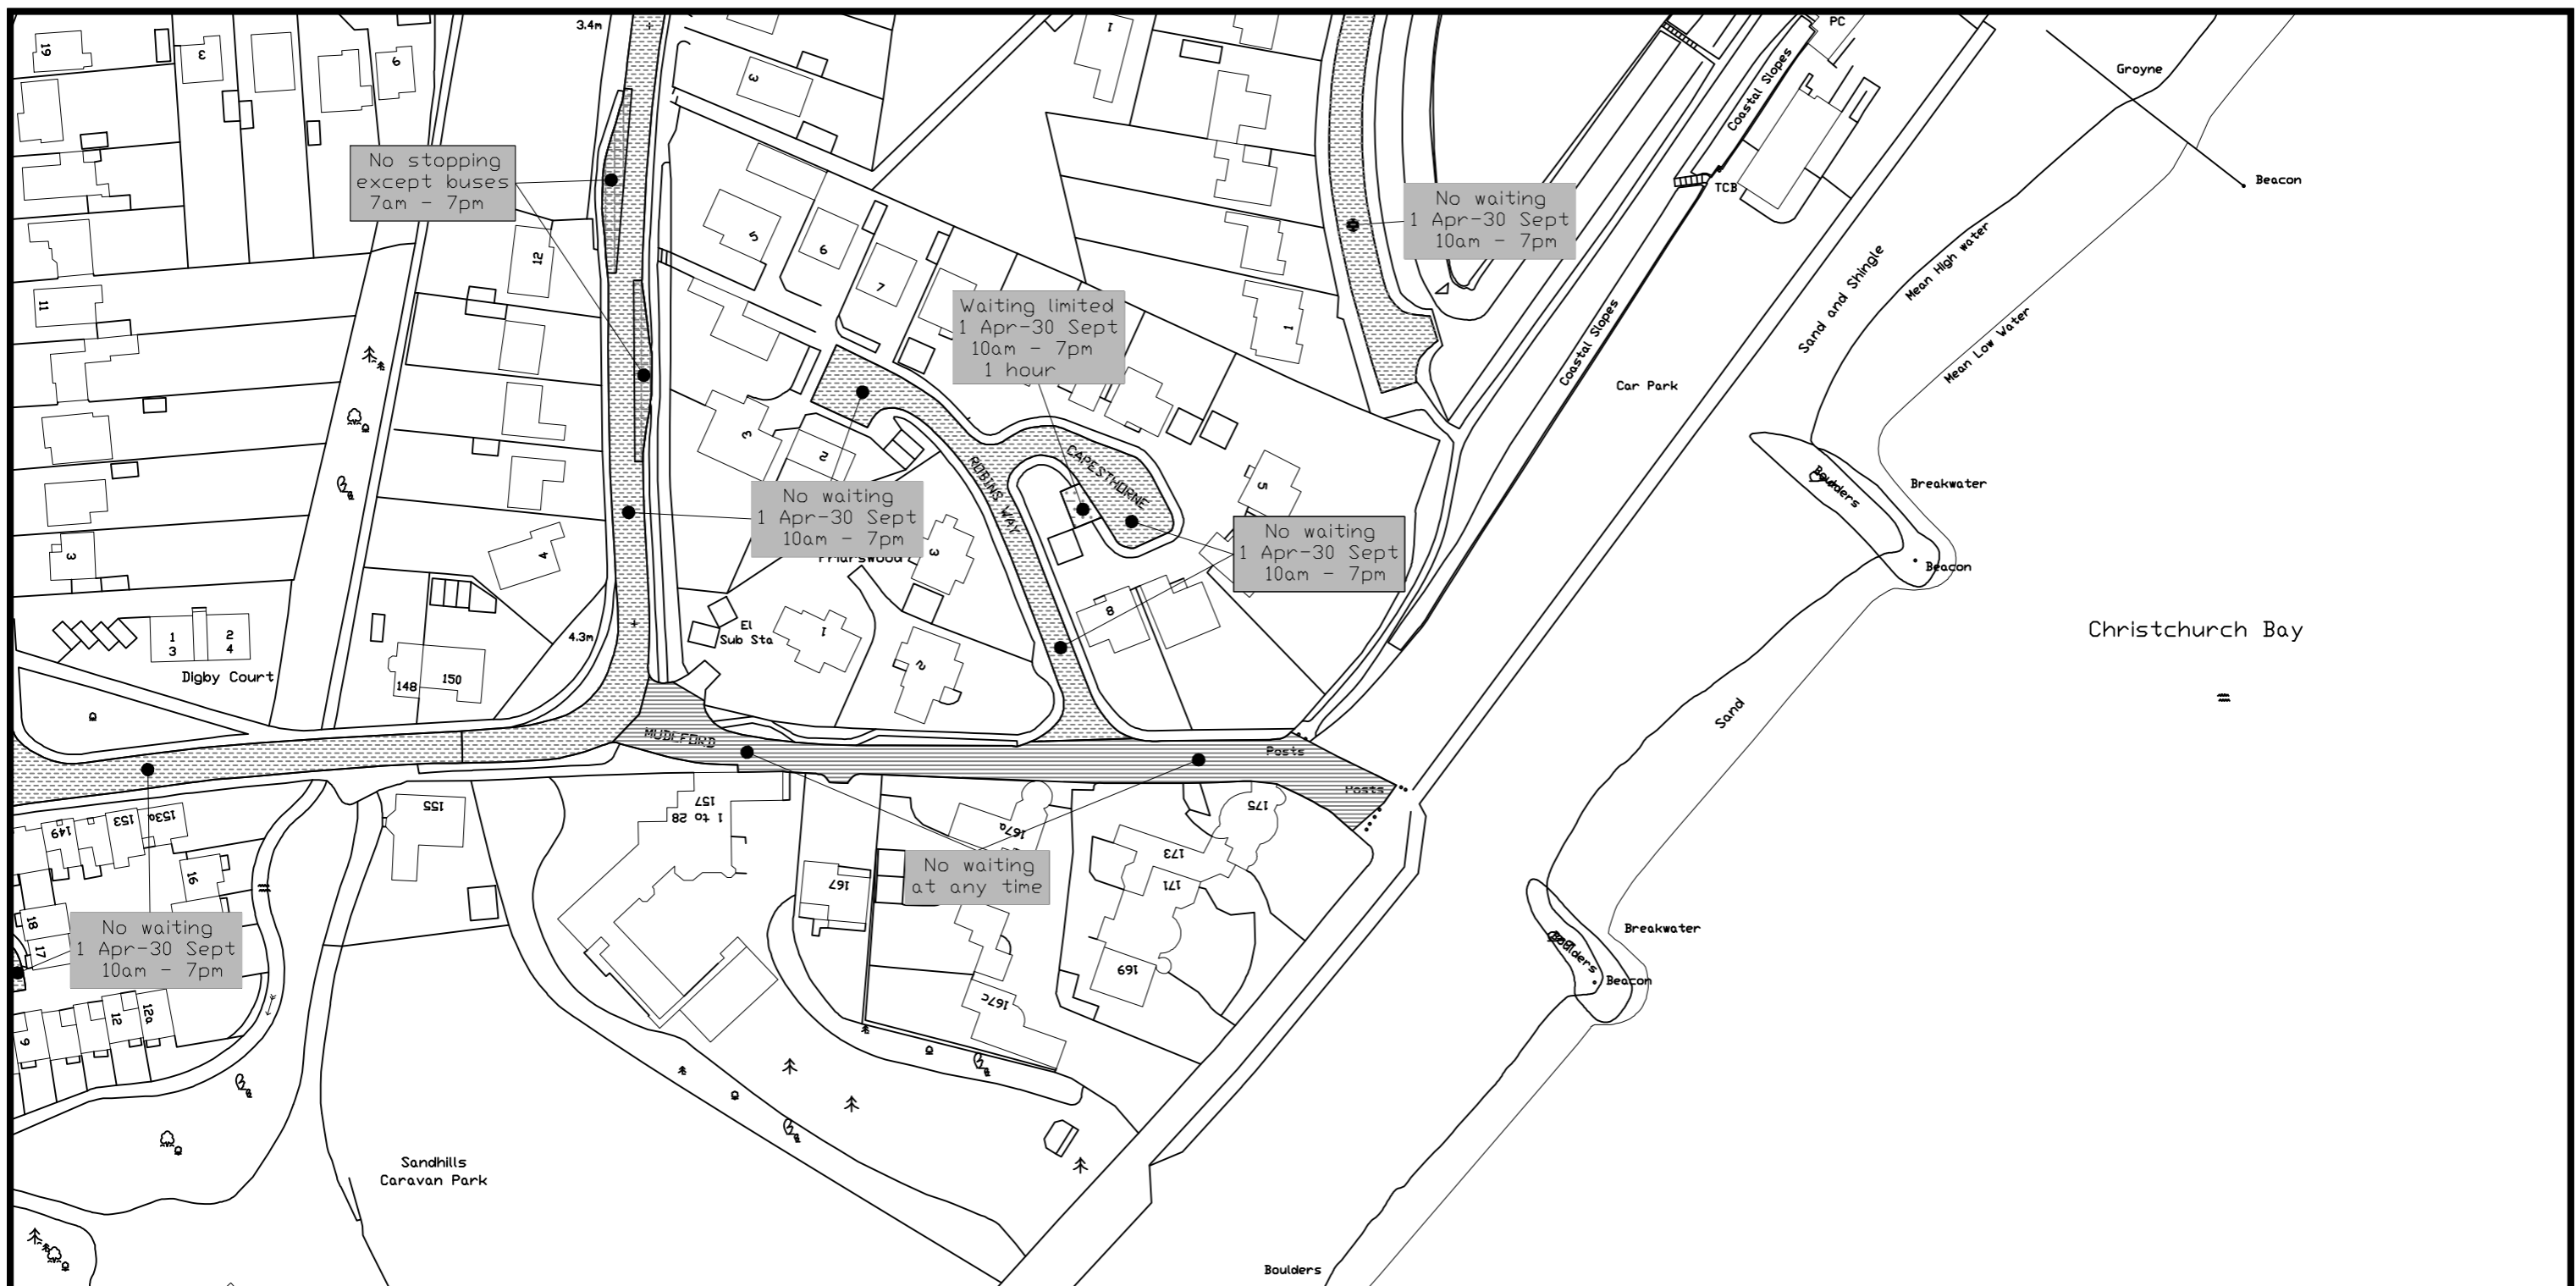 3.4m
PC
19
3
6
3
1
Groyne
Coastal Slopes
No stopping
except buses
7am - 7pm
TCB
Beacon
No waiting
1 Apr-30 Sept
10am - 7pm
12
5
6
7
Mean High water
Sand and Shingle
11
Waiting limited
1 Apr-30 Sept
10am - 7pm
1 hour
1
Coastal Slopes
Mean Low Water
Car Park
3
2
CAPESTHORNE
ROBINS WAY
5
Boulders
Breakwater
No waiting
1 Apr-30 Sept
10am - 7pm
Friarswood
3
No waiting
1 Apr-30 Sept
10am - 7pm
3
4
Beacon
8
1
3
2
4
4.3m
El
Sub Sta
1
2
Christchurch Bay
Digby Court
148
150
Sand
MUDEFORD
Posts
Posts
155
157
1 to 28
167a
175
149
153
153a
173
16
167
No waiting
at any time
171
18
17
No waiting
1 Apr-30 Sept
10am - 7pm
Breakwater
Boulders
169
Beacon
167c
12
12a
9
Sandhills
Caravan Park
Boulders